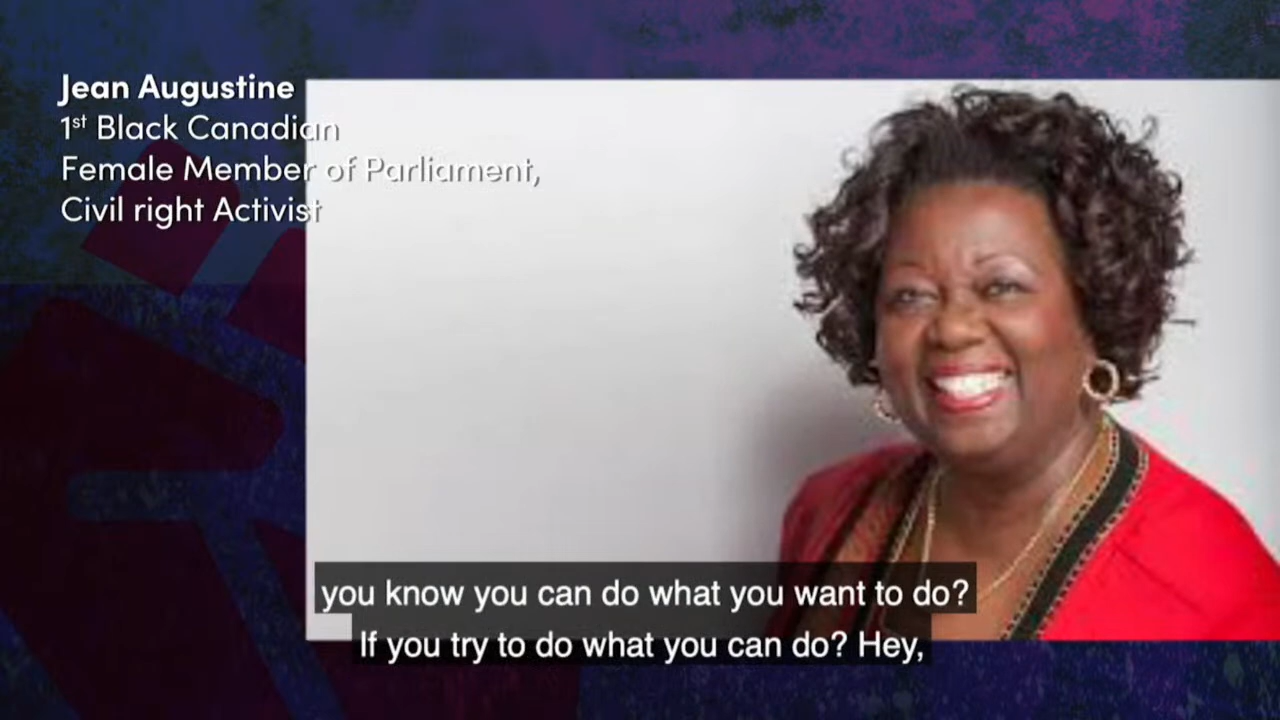 Jean Augustine
1st Black Canadian
Female Member of Parliament,
Civil right Activist
you know you can do what you want to do?
If you try to do what you can do? Hey,